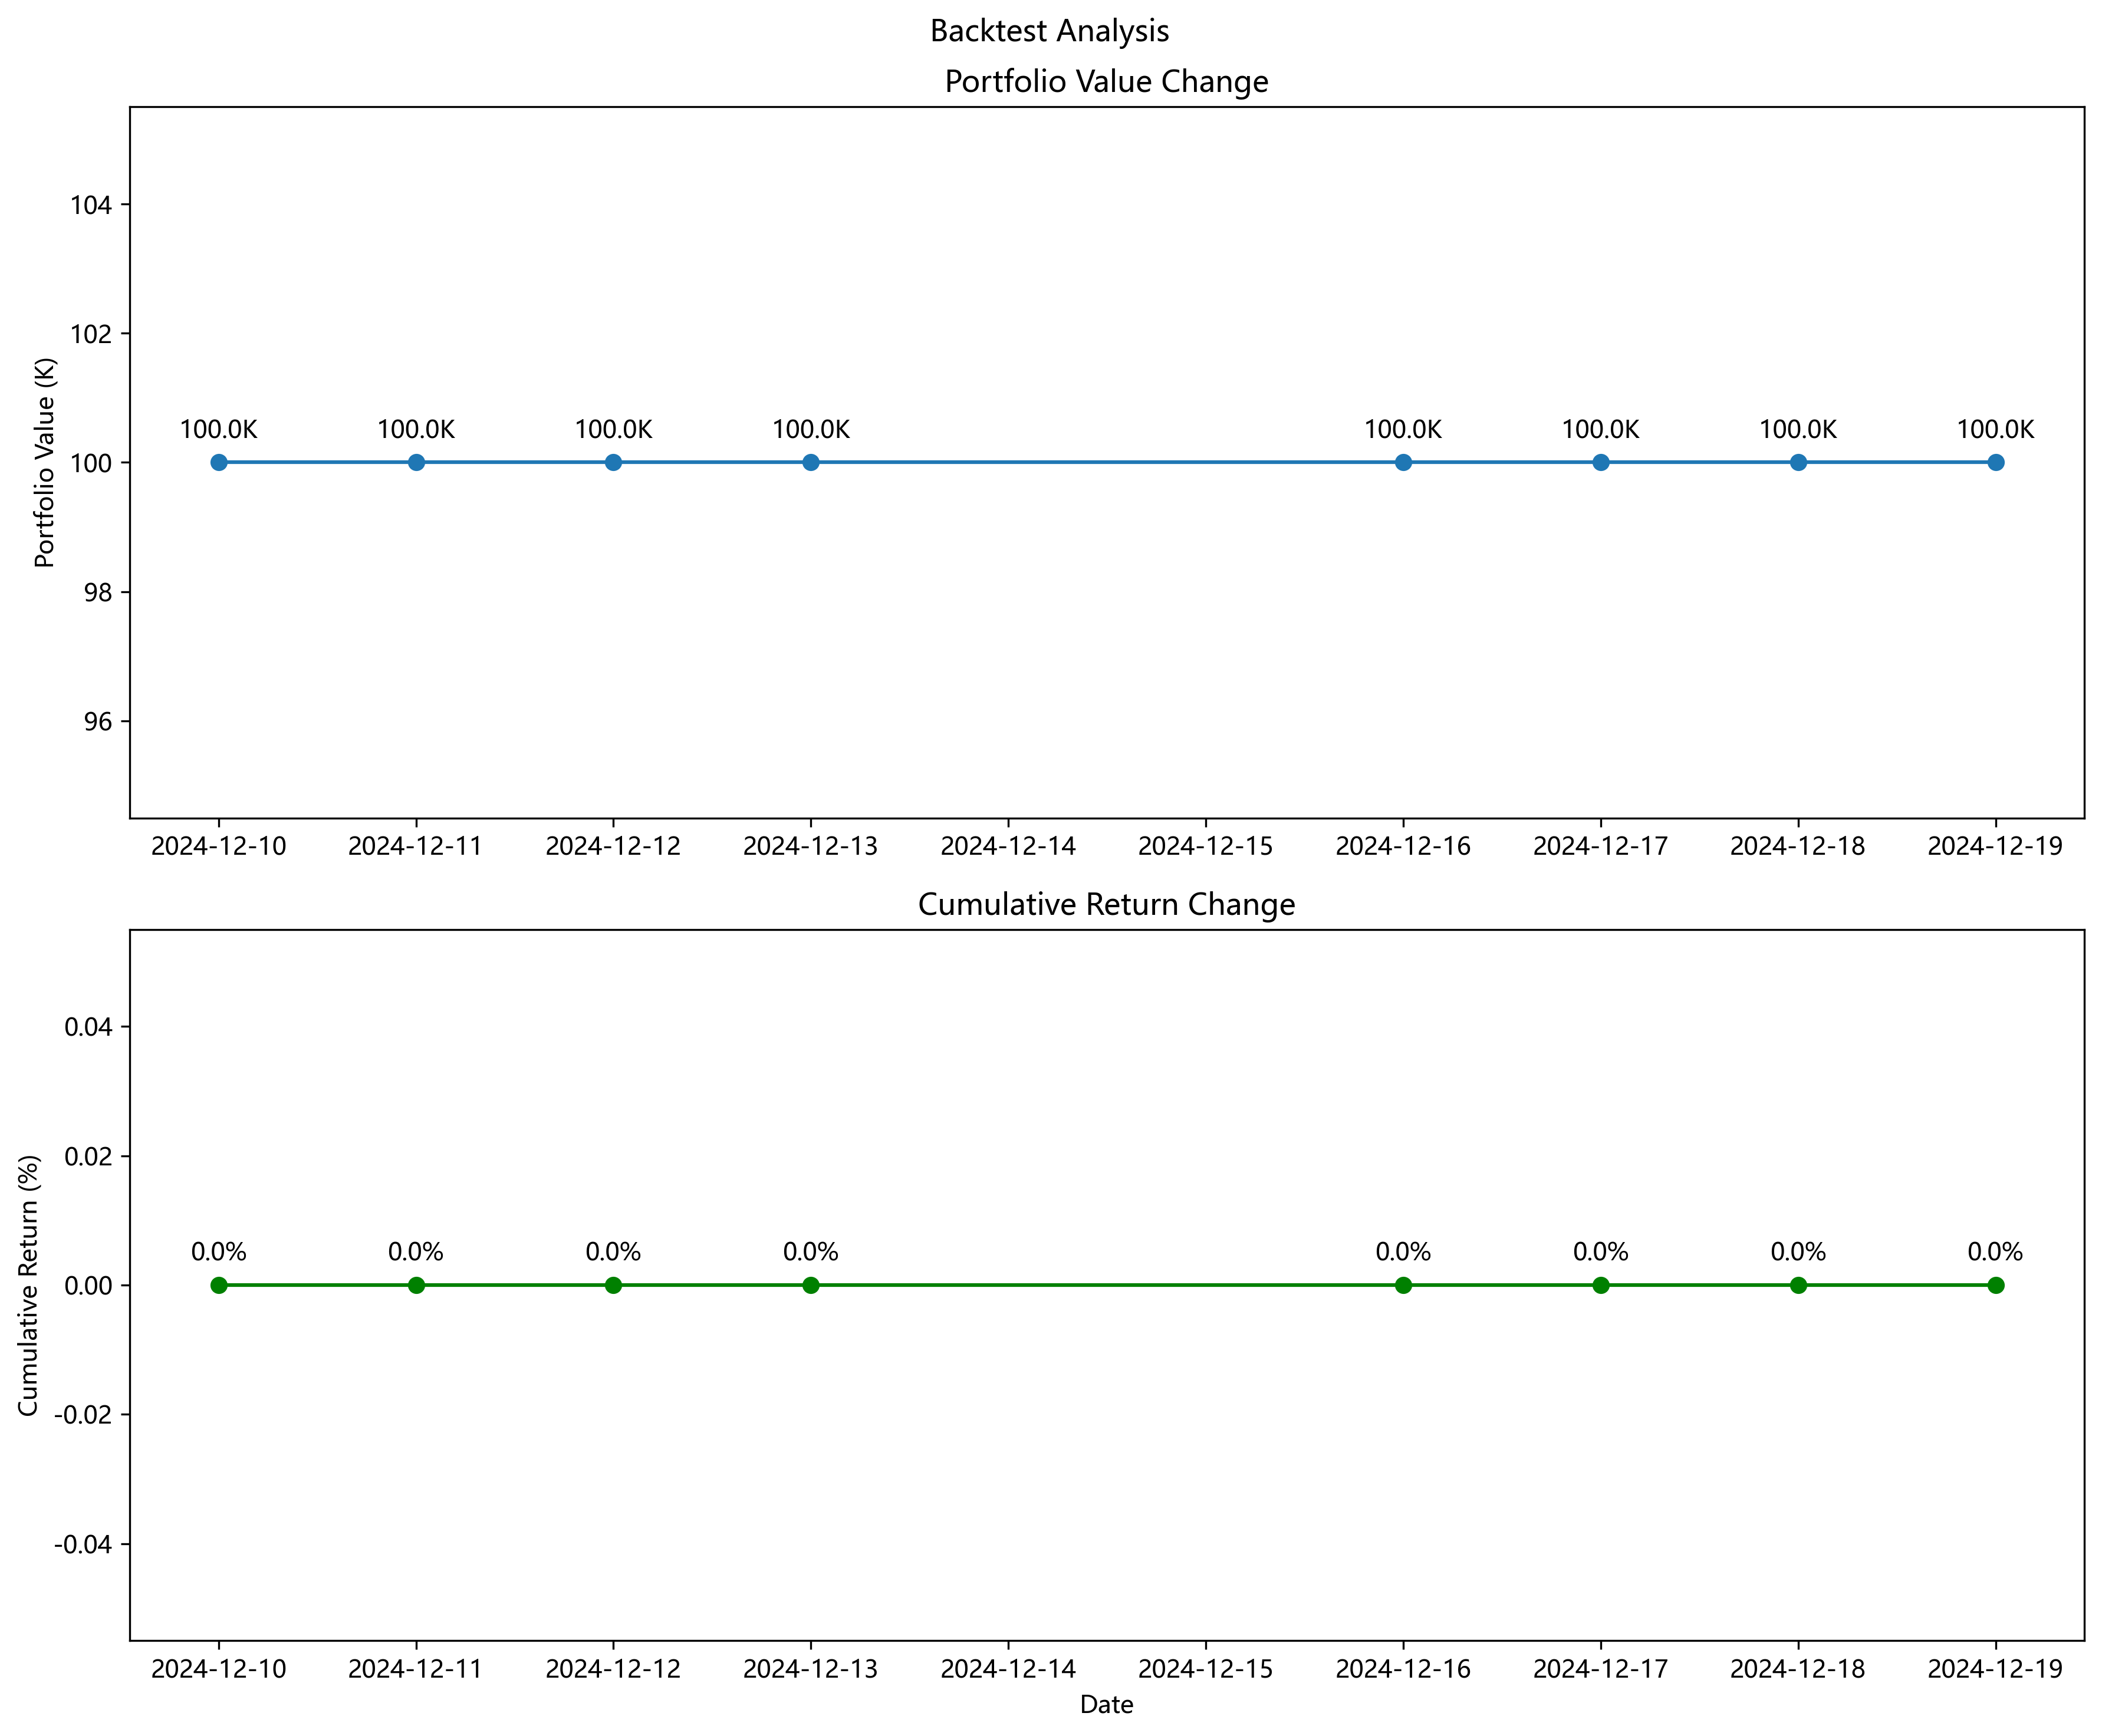 Backtest Analysis
Portfolio Value Change
Portfolio Value (K)
104
102
100
98
96
100.0K 100.0K 100.0K 100.0K 100.0K 100.0K 100.0K 100.0K
2024-12-10 2024-12-11 2024-12-12 2024-12-13 2024-12-14 2024-12-15 2024-12-16 2024-12-17 2024-12-18 2024-12-19
Cumulative Return Change
Cumulative Return (%)
0.04
0.02
0.00
-0.02
-0.04
0.0% 0.0% 0.0% 0.0% 0.0% 0.0% 0.0% 0.0%
2024-12-10 2024-12-11 2024-12-12 2024-12-13 2024-12-14 2024-12-15 2024-12-16 2024-12-17 2024-12-18 2024-12-19
Date